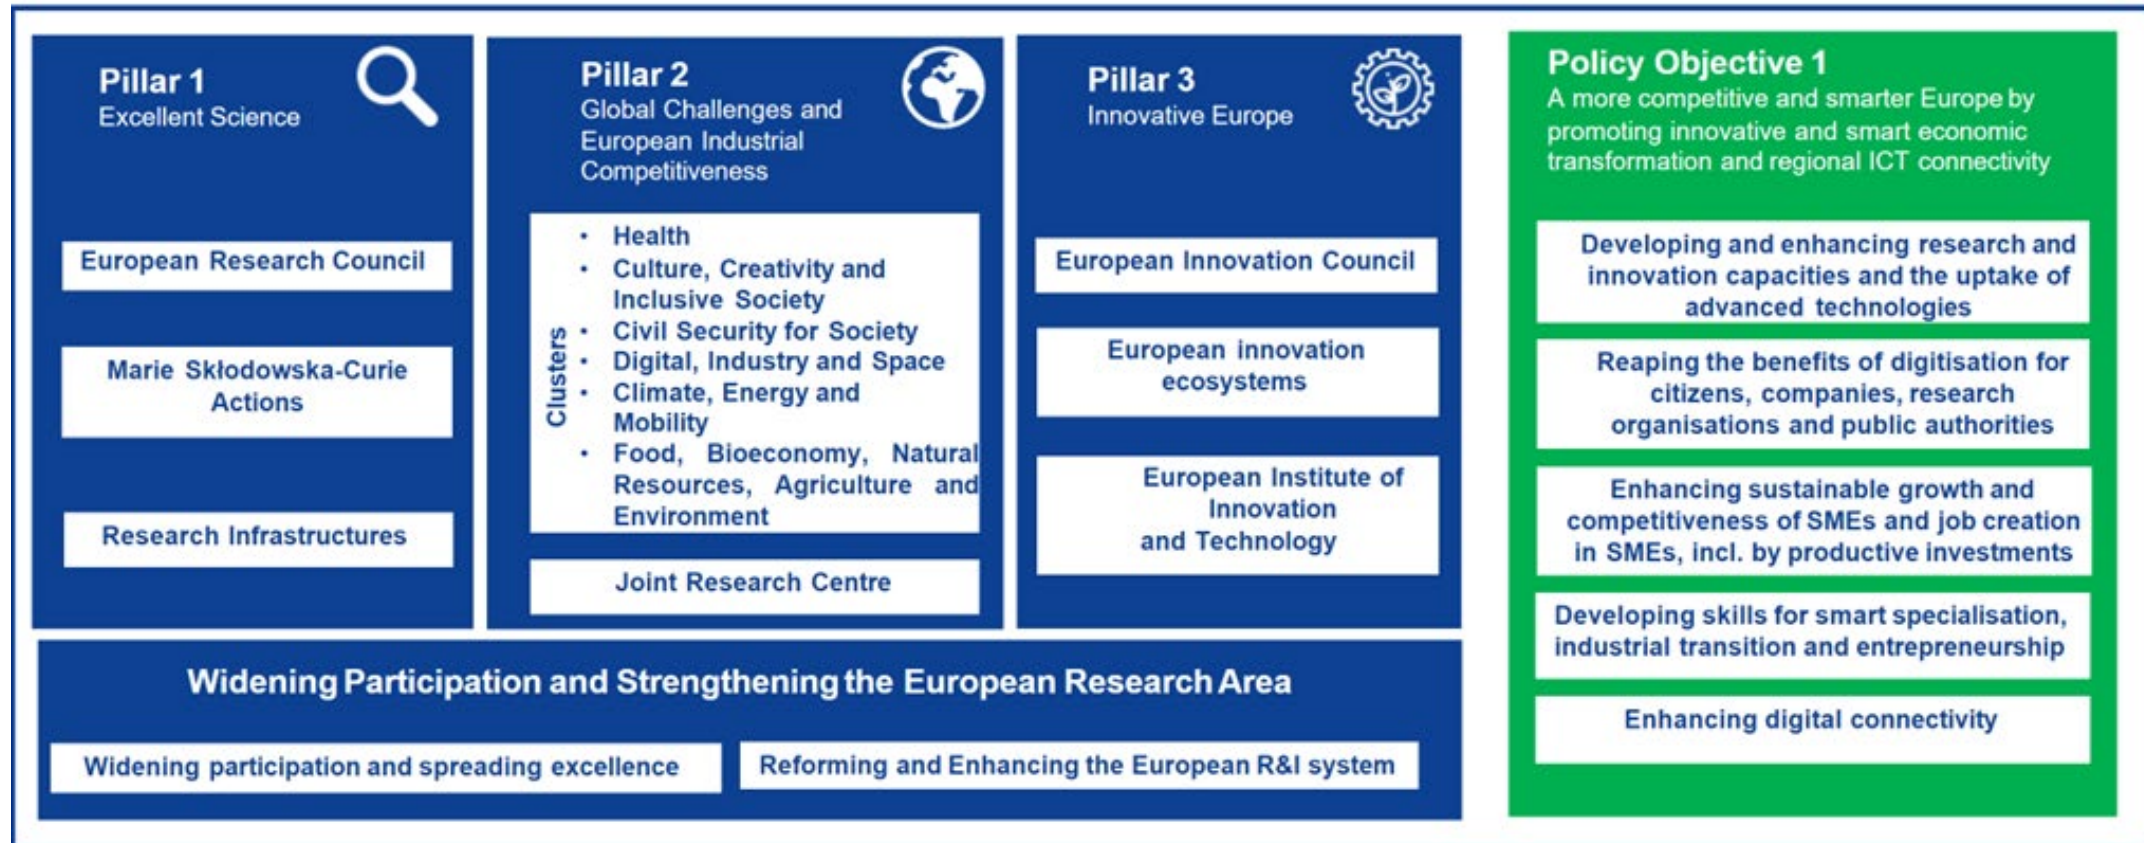 Pillar 1
Excellent Science
European Research Council
Marie Skłodowska-Curie
Actions
Research Infrastructures
Pillar 2
Global Challenges and
European Industrial
Competitiveness
Clusters
• Health
• Culture, Creativity and
Inclusive Society
• Civil Security for Society
• Digital, Industry and Space
• Climate, Energy and
Mobility
• Food, Bioeconomy, Natural
Resources, Agriculture and
Environment
Joint Research Centre
Pillar 3
Innovative Europe
European Innovation Council
European innovation
ecosystems
European Institute of
Innovation
and Technology
Widening Participation and Strengthening the European Research Area
Widening participation and spreading excellence
Reforming and Enhancing the European R&I system
Policy Objective 1
A more competitive and smarter Europe by
promoting innovative and smart economic
transformation and regional ICT connectivity
Developing and enhancing research and
innovation capacities and the uptake of
advanced technologies
Reaping the benefits of digitisation for
citizens, companies, research
organisations and public authorities
Enhancing sustainable growth and
competitiveness of SMEs and job creation
in SMEs, incl. by productive investments
Developing skills for smart specialisation,
industrial transition and entrepreneurship
Enhancing digital connectivity